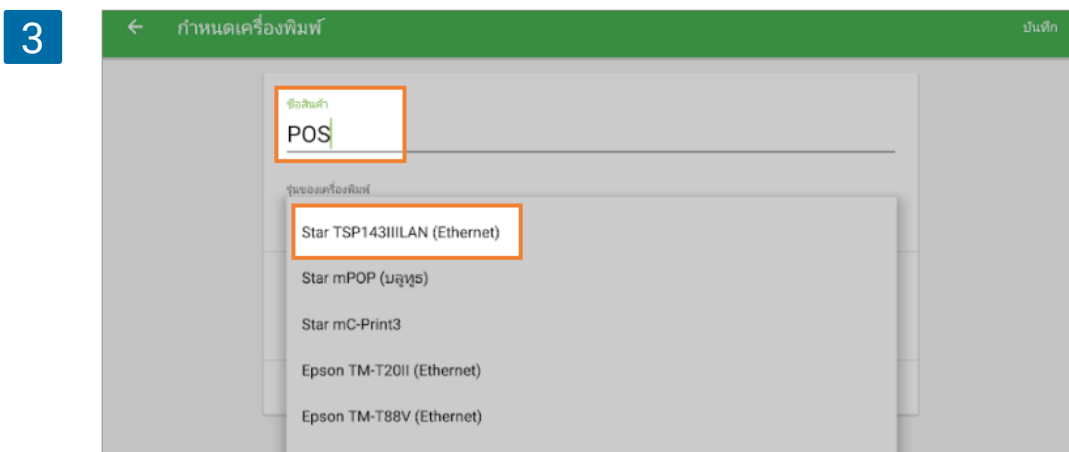 3
← กำหนดเครื่องพิมพ์
บันทึก
ชื่อสินค้า
POS
รุ่นของเครื่องพิมพ์
Star TSP143IIILAN (Ethernet)
Star mPOP (บลูทูธ)
Star mC-Print3
Epson TM-T20II (Ethernet)
Epson TM-T88V (Ethernet)